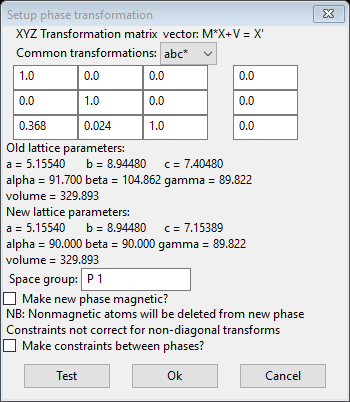 Setup phase transformation
XYZ Transformation matrix vector: M*X+V = X'
Common transformations: abc*
1.0 0.0 0.0 0.0
0.0 1.0 0.0 0.0
0.368 0.024 1.0 0.0
Old lattice parameters:
a = 5.15540 b = 8.94480 c = 7.40480
alpha = 91.700 beta = 104.862 gamma = 89.822
volume = 329.893
New lattice parameters:
a = 5.15540 b = 8.94480 c = 7.15389
alpha = 90.000 beta = 90.000 gamma = 89.822
volume = 329.893
Space group: P 1
Make new phase magnetic?
NB: Nonmagnetic atoms will be deleted from new phase
Constraints not correct for non-diagonal transforms
Make constraints between phases?
Test Ok Cancel